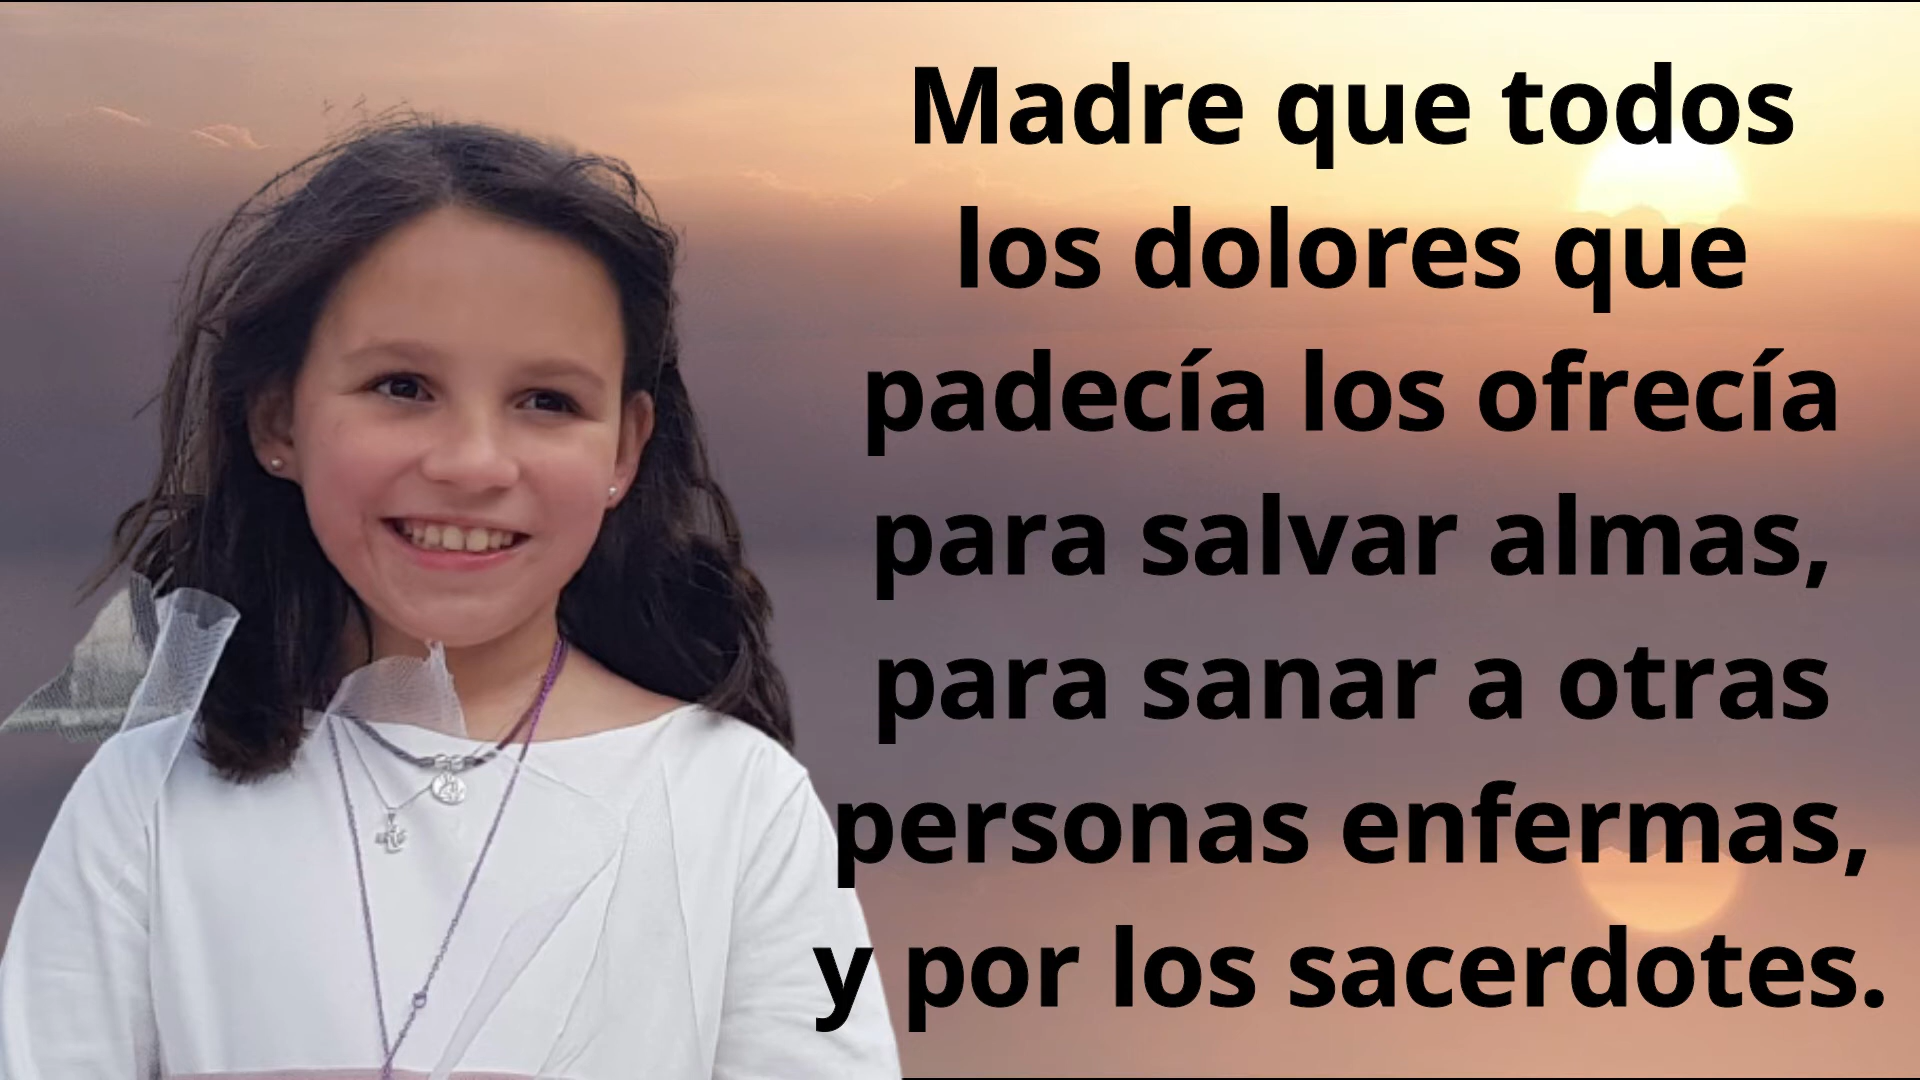 Madre que todos
los dolores que
padecía los ofrecía
para salvar almas,
para sanar a otras
personas enfermas,
y por los sacerdotes.